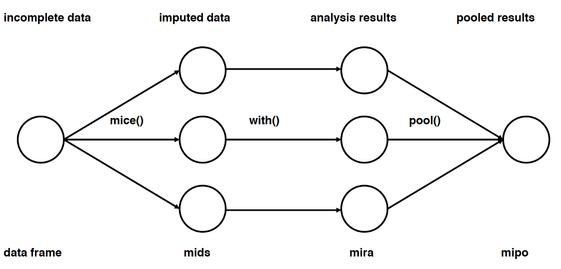 incomplete data
imputed data
analysis results
pooled results
mice()
with()
pool()
data frame
mids
mira
mipo